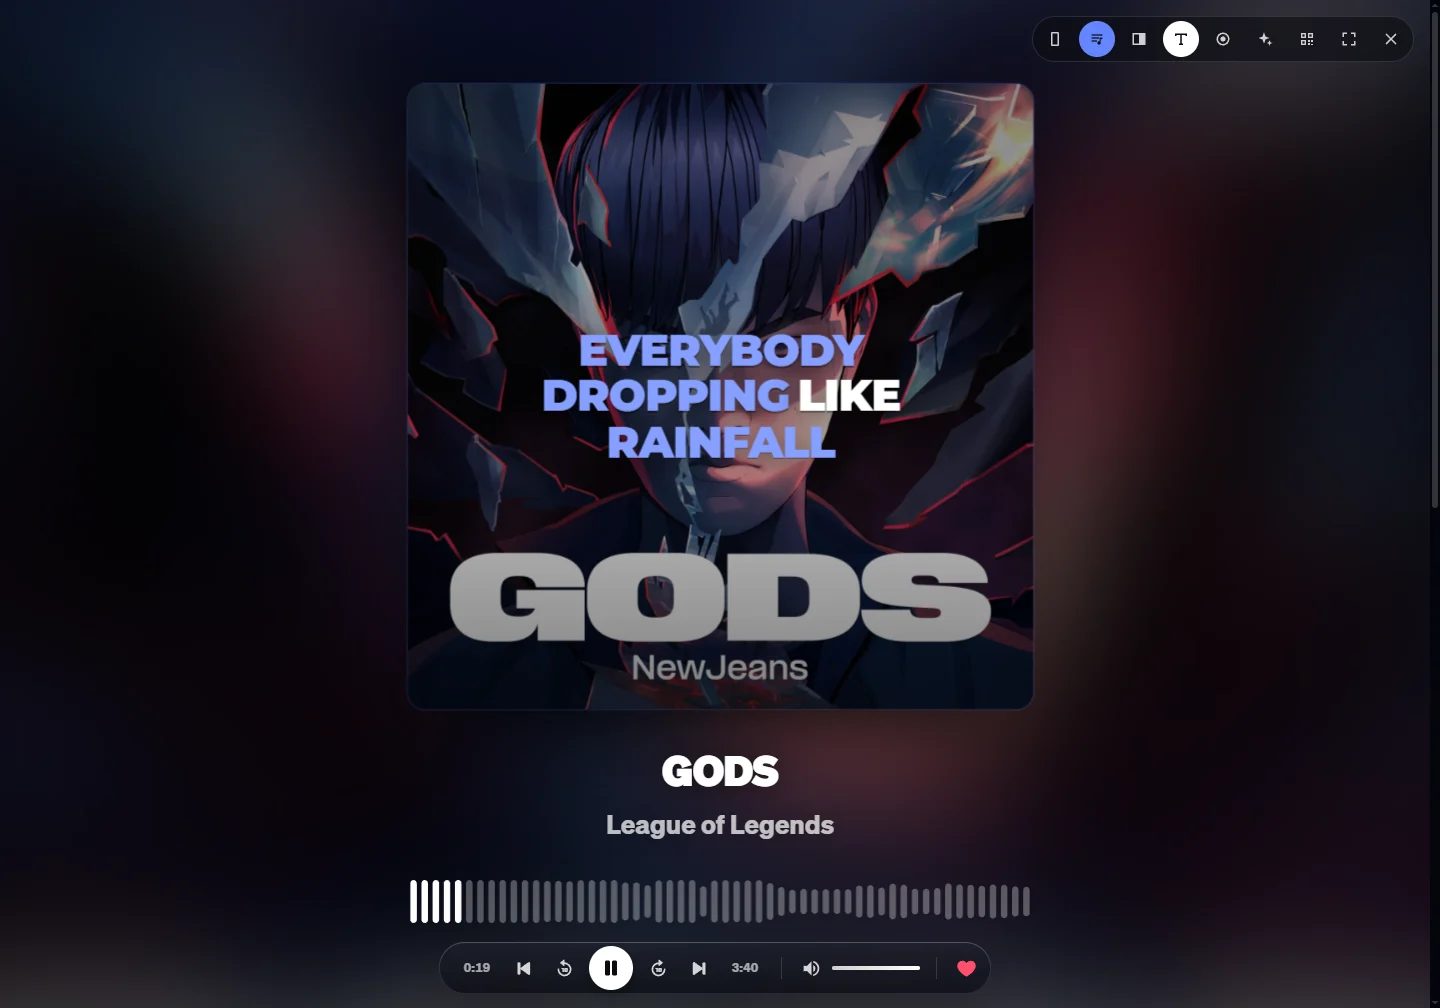 EVERYBODY
DROPPING LIKE
RAINFALL
GODS
NewJeans
GODS
League of Legends
0:19
3:40